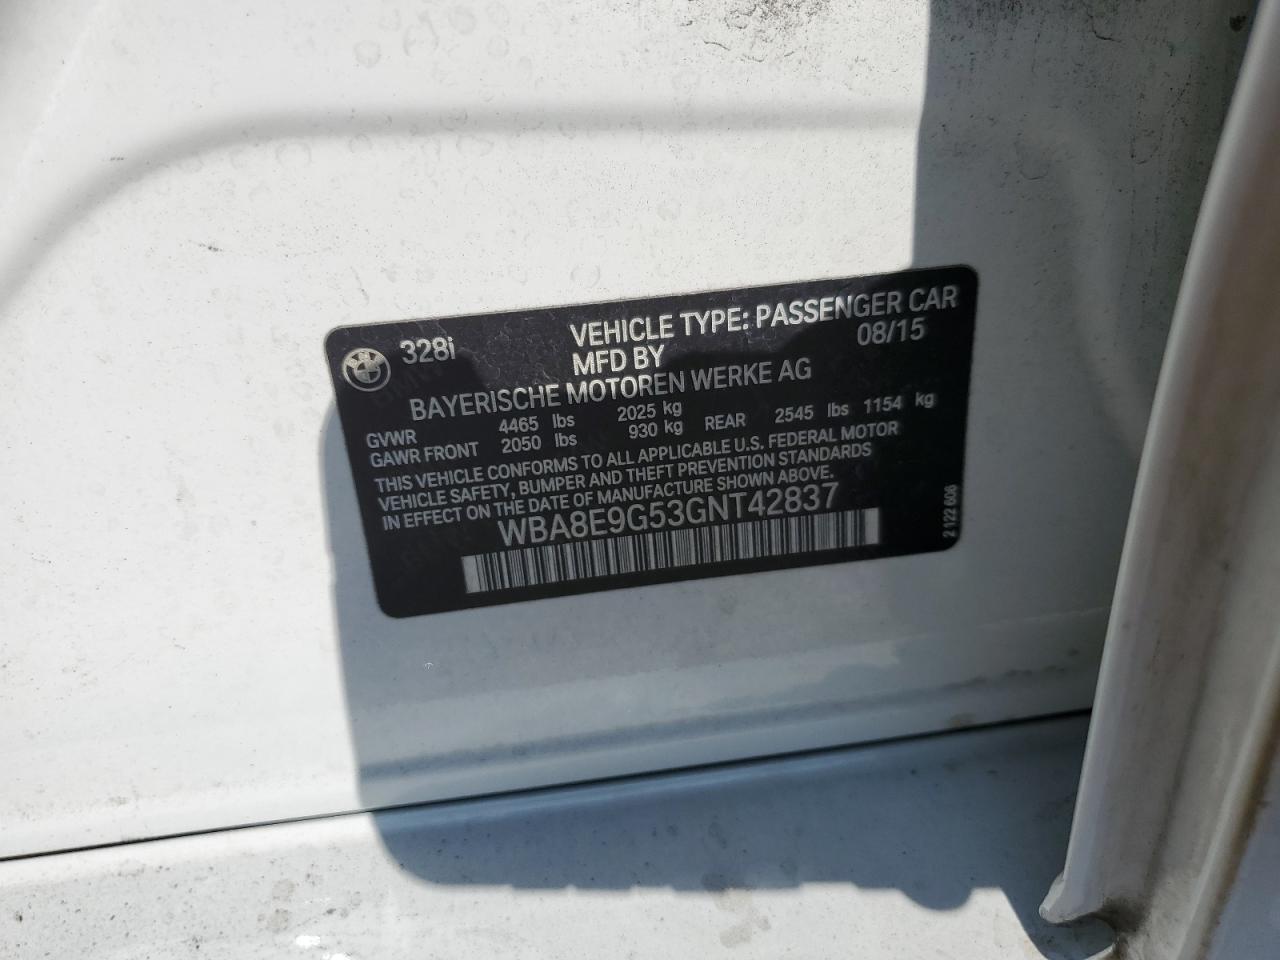 328i VEHICLE TYPE: PASSENGER CAR
MFD BY 08/15
BAYERISCHE MOTOREN WERKE AG
GVWR 4465 lbs 2025 kg
GAWR FRONT 2050 lbs 930 kg REAR 2545 lbs 1154 kg
THIS VEHICLE CONFORMS TO ALL APPLICABLE U.S. FEDERAL MOTOR
VEHICLE SAFETY, BUMPER AND THEFT PREVENTION STANDARDS
IN EFFECT ON THE DATE OF MANUFACTURE SHOWN ABOVE.
WBA8E9G53GNT42837
2 122 606